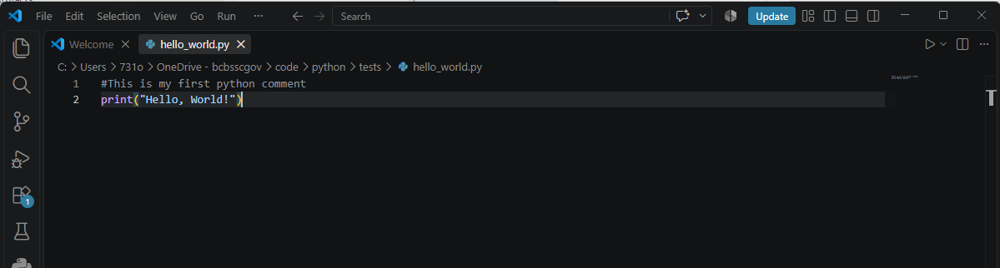 File Edit Selection View Go Run ··· Search Update
Welcome hello_world.py
C: > Users > 731o > OneDrive - bcbsscgov > code > python > tests > hello_world.py
1 #This is my first python comment
2 print("Hello, World!")
1